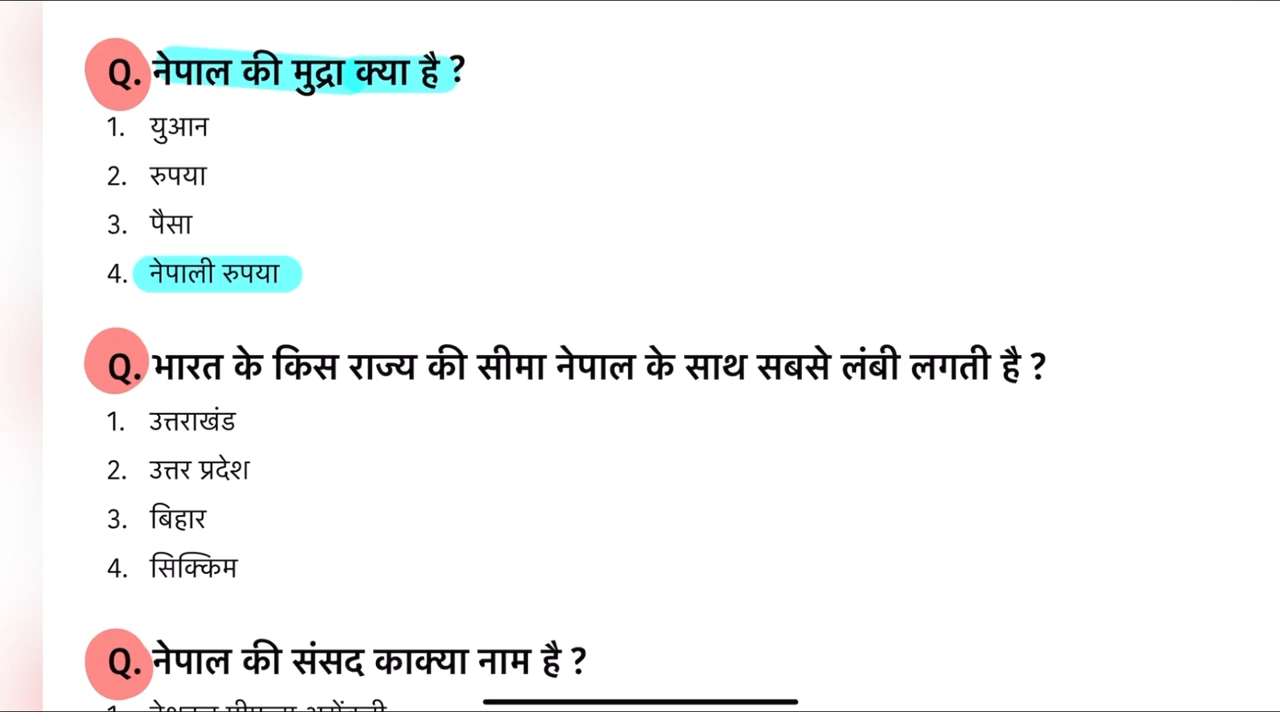 Q. नेपाल की मुद्रा क्या है ?
1. युआन
2. रुपया
3. पैसा
4. नेपाली रुपया
Q. भारत के किस राज्य की सीमा नेपाल के साथ सबसे लंबी लगती है ?
1. उत्तराखंड
2. उत्तर प्रदेश
3. बिहार
4. सिक्किम
Q. नेपाल की संसद काक्या नाम है ?